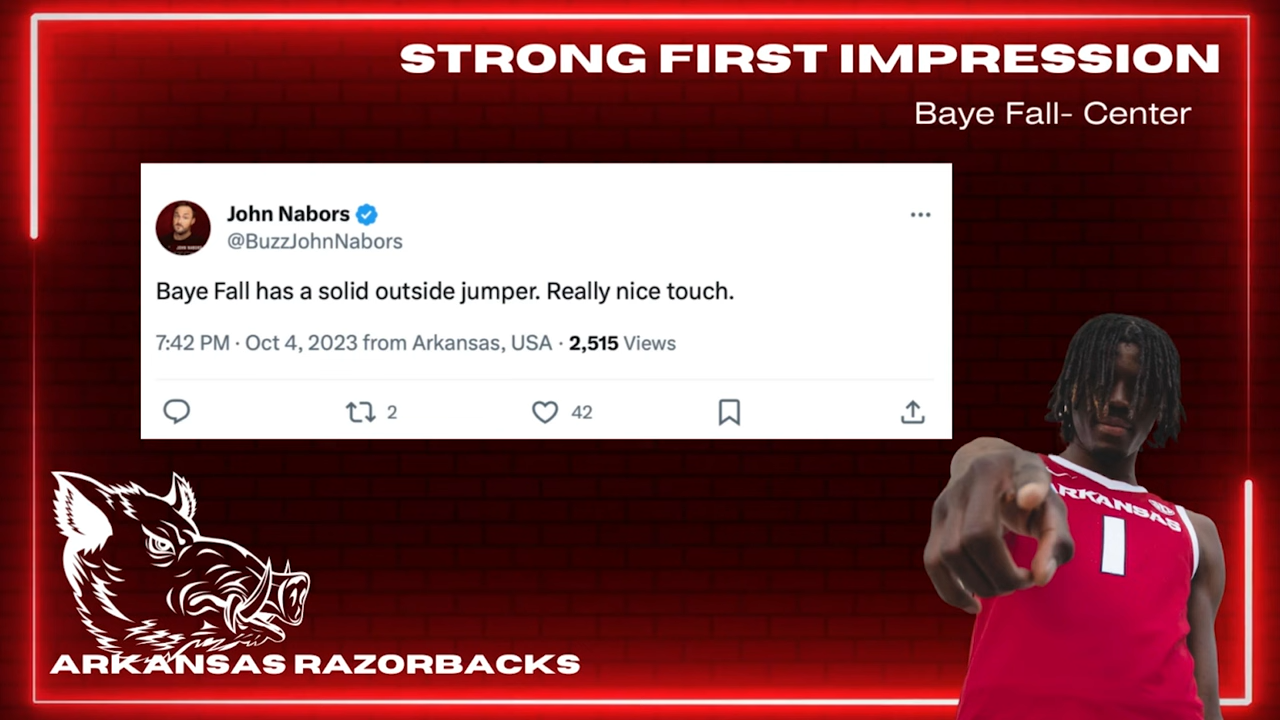 STRONG FIRST IMPRESSION
Baye Fall- Center
John Nabors
@BuzzJohnNabors
Baye Fall has a solid outside jumper. Really nice touch.
7:42 PM · Oct 4, 2023 from Arkansas, USA · 2,515 Views
2 42
ARKANSAS
1
ARKANSAS RAZORBACKS